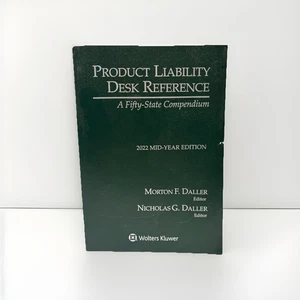 PRODUCT LIABILITY
DESK REFERENCE
A Fifty-State Compendium
2022 MID-YEAR EDITION
MORTON F. DALLER
Editor
NICHOLAS G. DALLER
Editor
Wolters Kluwer